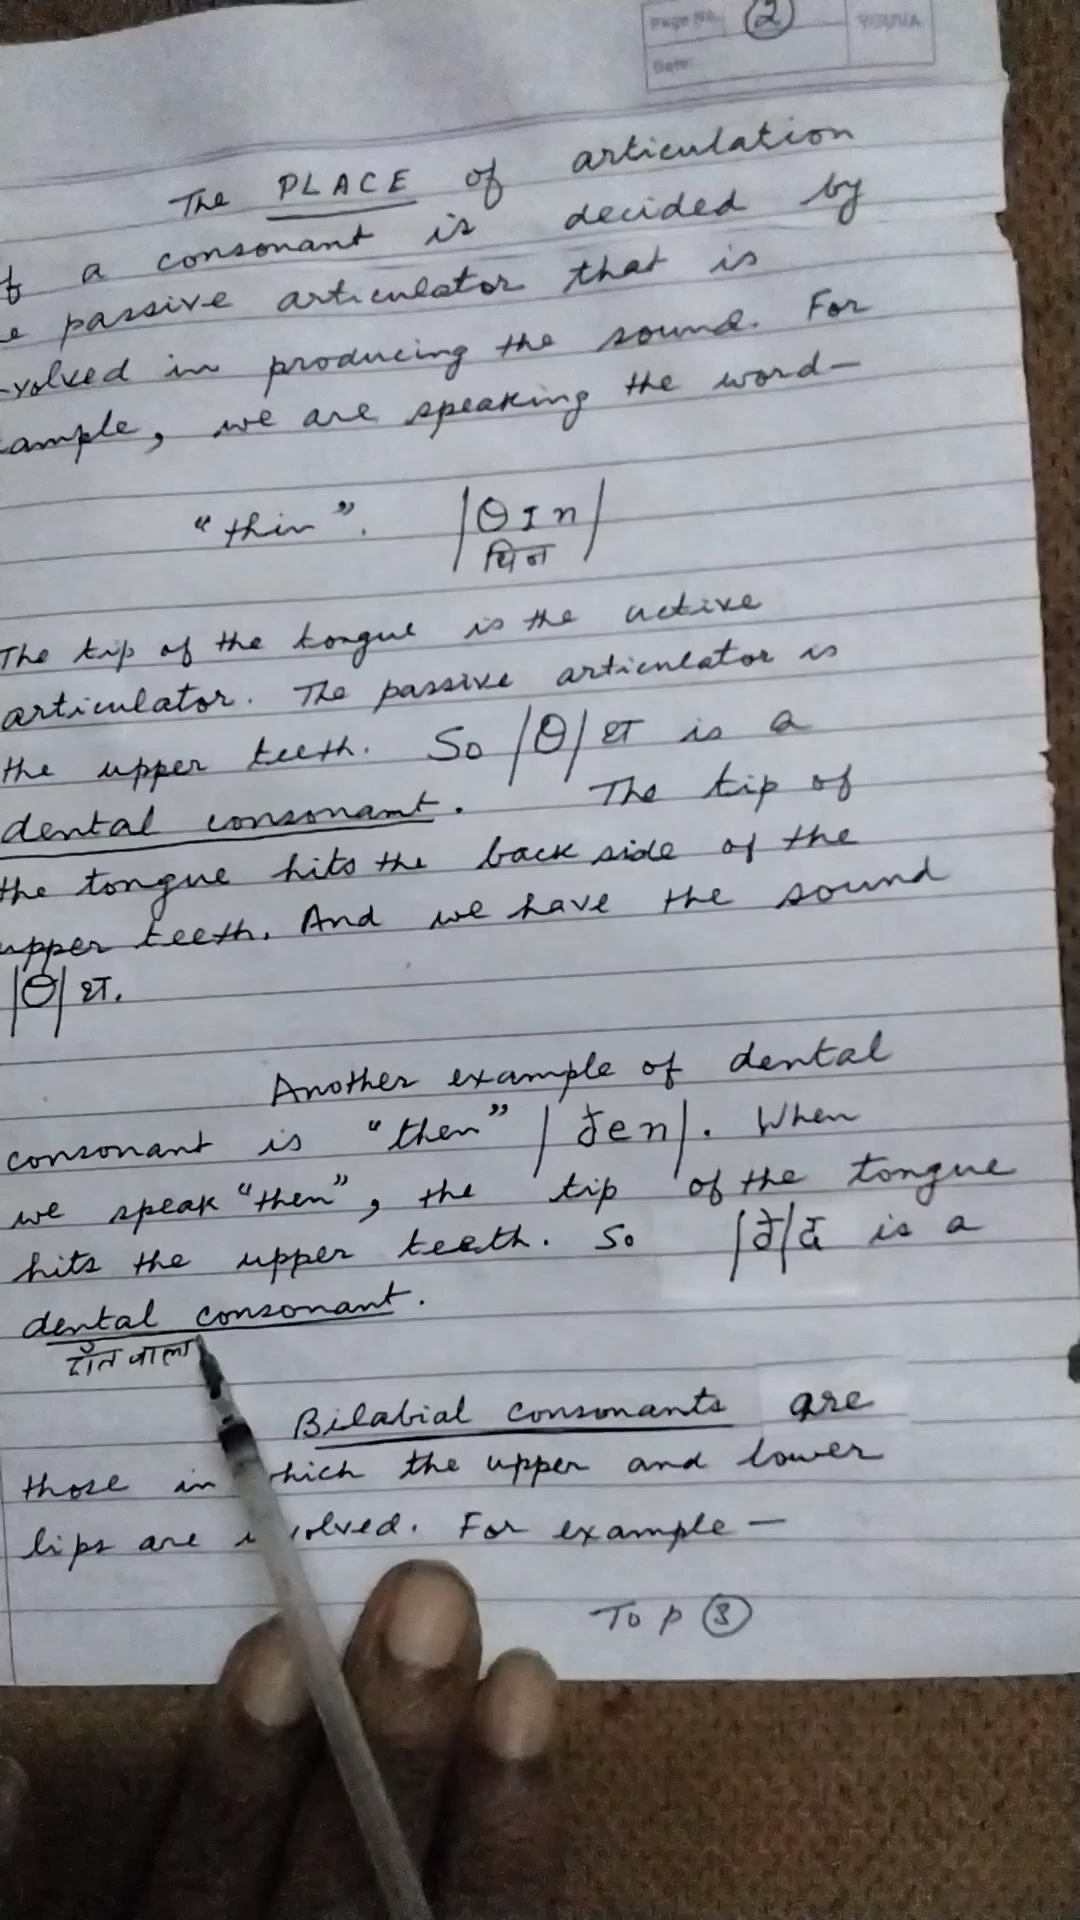 Page No. 2 YOUVA
Date:
The PLACE of articulation
a consonant is decided by
passive articulator that is
volved in producing the sound. For
ample, we are speaking the word—
"thin". |θIn|
थिन
The tip of the tongue is the active
articulator. The passive articulator is
the upper teeth. So |θ| थ is a
dental consonant. The tip of
the tongue hits the back side of the
upper teeth. And we have the sound
|θ| थ.
Another example of dental
consonant is "then" |ðen|. When
we speak "then", the tip of the tongue
hits the upper teeth. So |ð| द is a
dental consonant.
दाँत वाला
Bilabial consonants are
those in which the upper and lower
lips are involved. For example —
To P 3